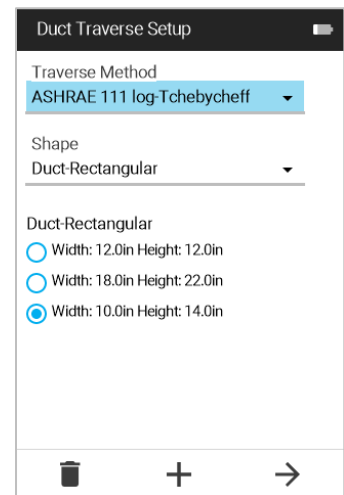 Duct Traverse Setup
Traverse Method
ASHRAE 111 log-Tchebycheff
Shape
Duct-Rectangular
Duct-Rectangular
Width: 12.0in Height: 12.0in
Width: 18.0in Height: 22.0in
Width: 10.0in Height: 14.0in